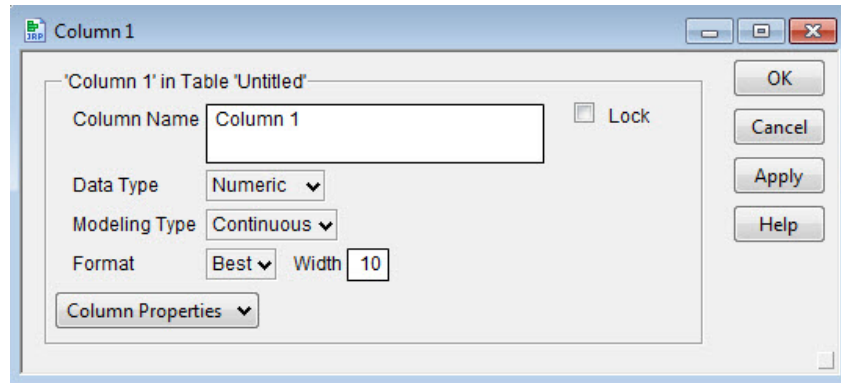 JRP Column 1
'Column 1' in Table 'Untitled'
Column Name Column 1
Lock
Data Type Numeric
Modeling Type Continuous
Format Best Width 10
Column Properties
OK
Cancel
Apply
Help